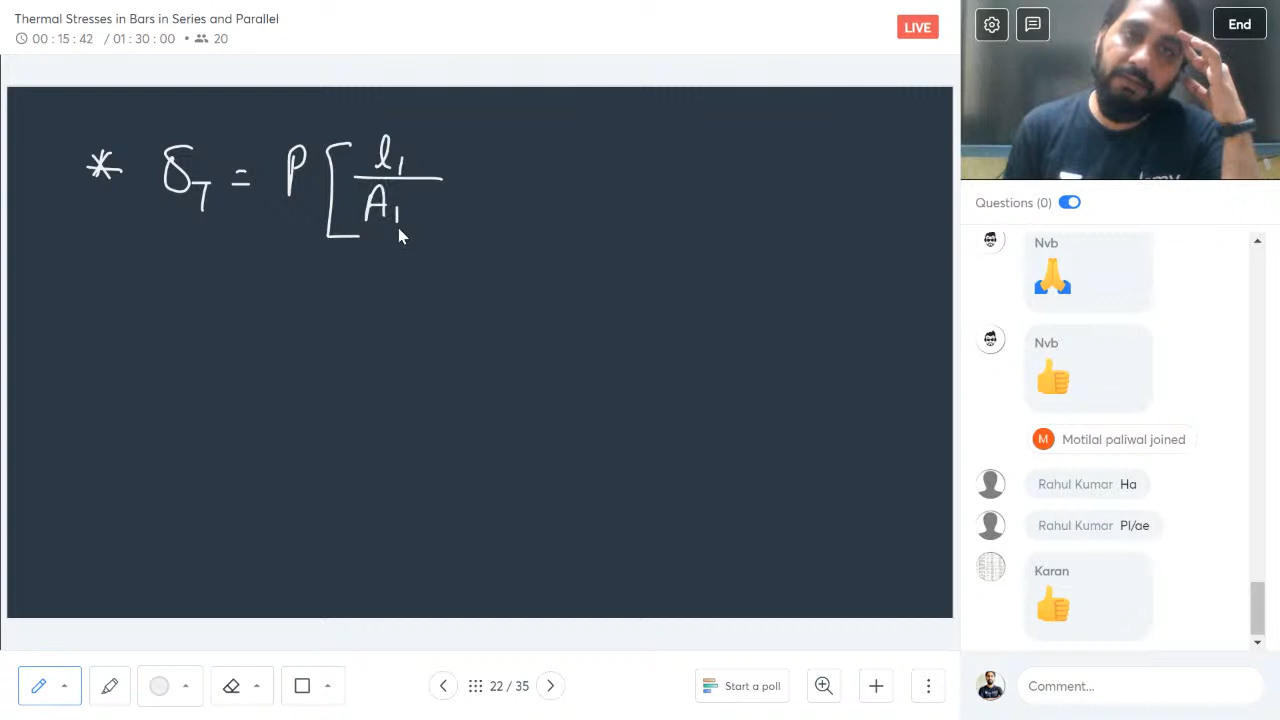 Thermal Stresses in Bars in Series and Parallel
00 : 15 : 42 / 01 : 30 : 00 • 20
LIVE
End
* δT = P [ l1 / A1
Questions (0)
Nvb
Nvb
M Motilal paliwal joined
Rahul Kumar Ha
Rahul Kumar Pl/ae
Karan
22 / 35
Start a poll
Comment...